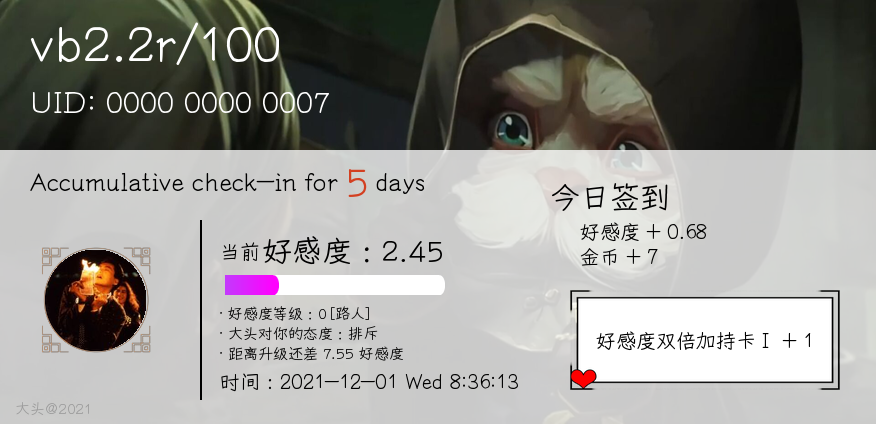 vb2.2r/100
UID: 0000 0000 0007
Accumulative check-in for 5 days
当前好感度：2.45
· 好感度等级：0[路人]
· 大头对你的态度：排斥
· 距离升级还差 7.55 好感度
时间：2021-12-01 Wed 8:36:13
今日签到
好感度 + 0.68
金币 + 7
好感度双倍加持卡Ⅰ + 1
大头@2021